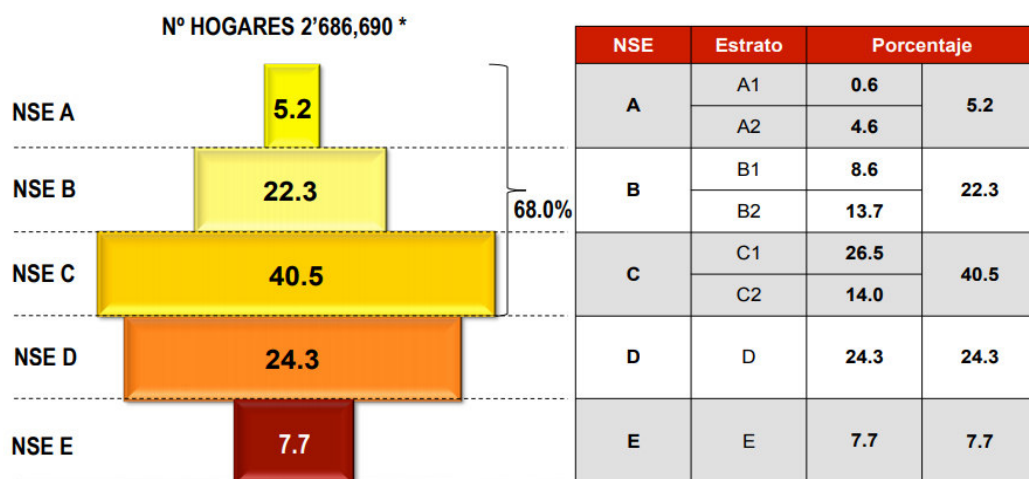 Nº HOGARES 2’686,690 *
NSE A
5.2
NSE B
22.3
68.0%
NSE C
40.5
NSE D
24.3
NSE E
7.7
NSE Estrato Porcentaje
A A1 0.6 5.2
A2 4.6
B B1 8.6 22.3
B2 13.7
C C1 26.5 40.5
C2 14.0
D D 24.3 24.3
E E 7.7 7.7